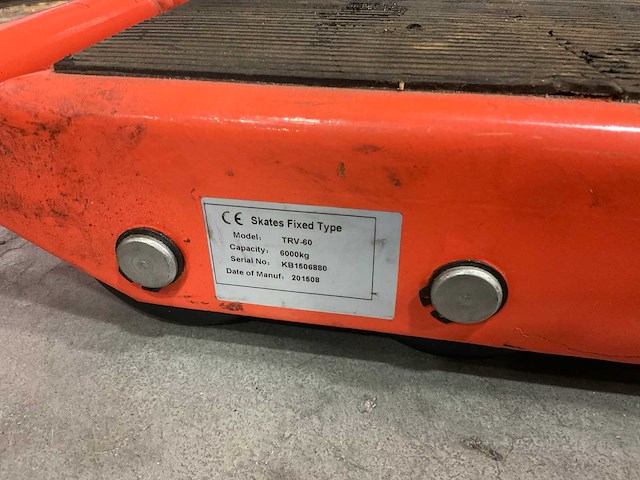 CE Skates Fixed Type
Model: TRV-60
Capacity: 6000kg
Serial No: KB1506880
Date of Manuf: 201508